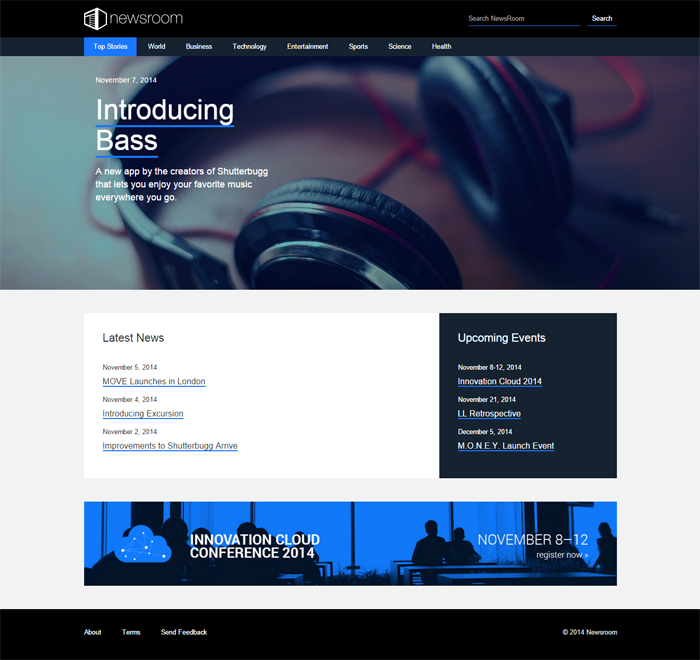 newsroom
Search NewsRoom
Search
Top Stories World Business Technology Entertainment Sports Science Health
November 7, 2014
Introducing
Bass
A new app by the creators of Shutterbugg
that lets you enjoy your favorite music
everywhere you go.
Latest News
November 5, 2014
MOVE Launches in London
November 4, 2014
Introducing Excursion
November 2, 2014
Improvements to Shutterbugg Arrive
Upcoming Events
November 8-12, 2014
Innovation Cloud 2014
November 21, 2014
LL Retrospective
December 5, 2014
M.O.N.E.Y. Launch Event
INNOVATION CLOUD
CONFERENCE 2014
NOVEMBER 8–12
register now »
About Terms Send Feedback
© 2014 Newsroom